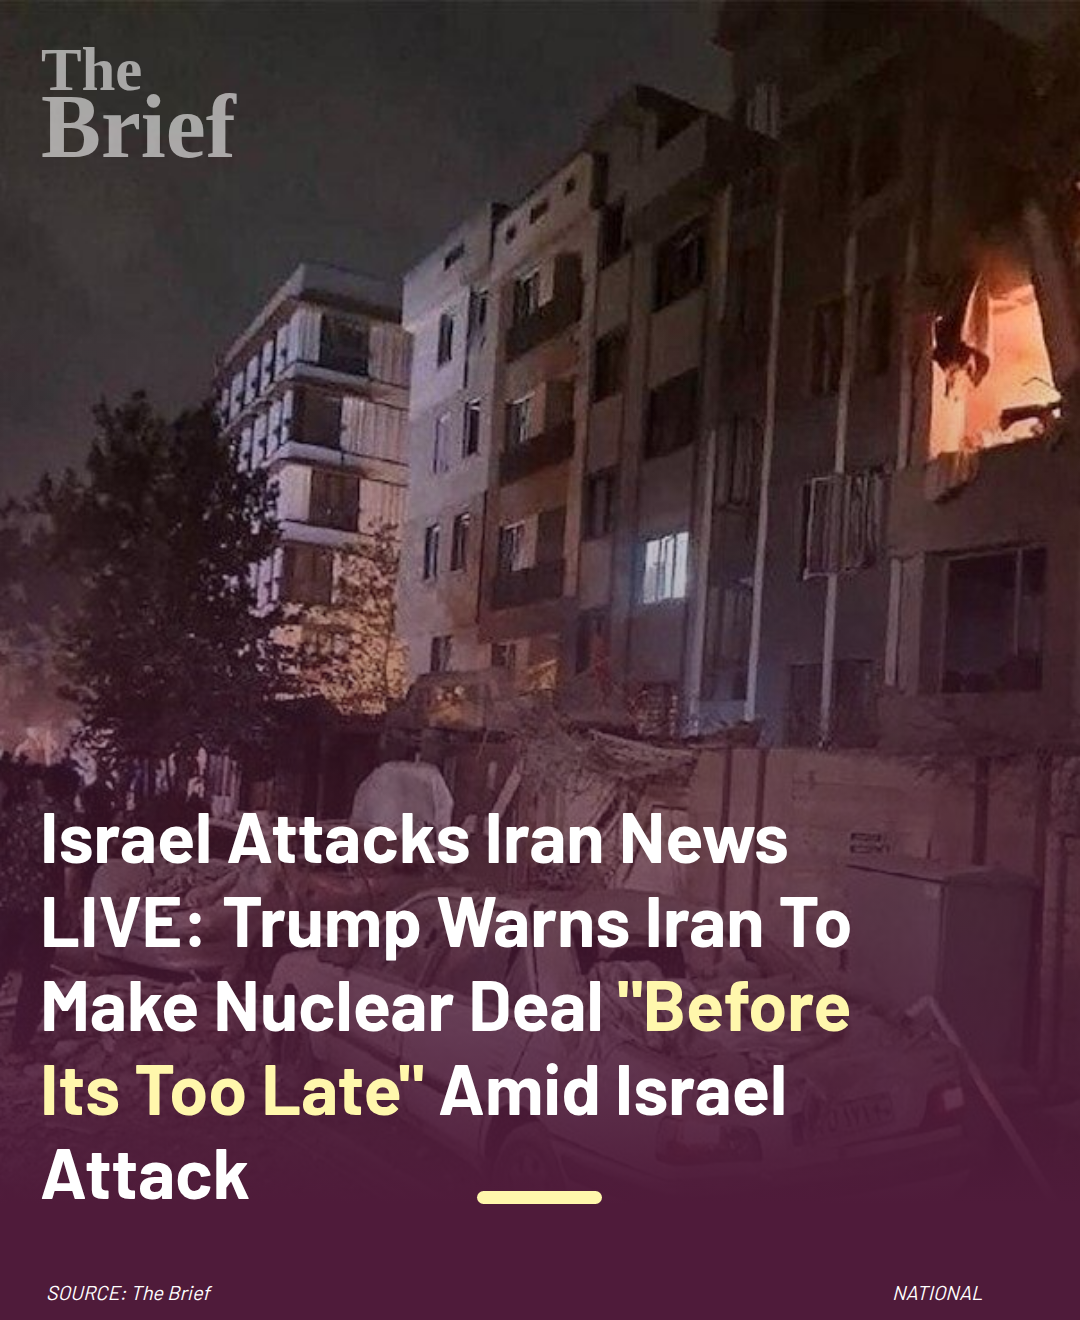 The
Brief
Israel Attacks Iran News
LIVE: Trump Warns Iran To
Make Nuclear Deal "Before
Its Too Late" Amid Israel
Attack
SOURCE: The Brief
NATIONAL